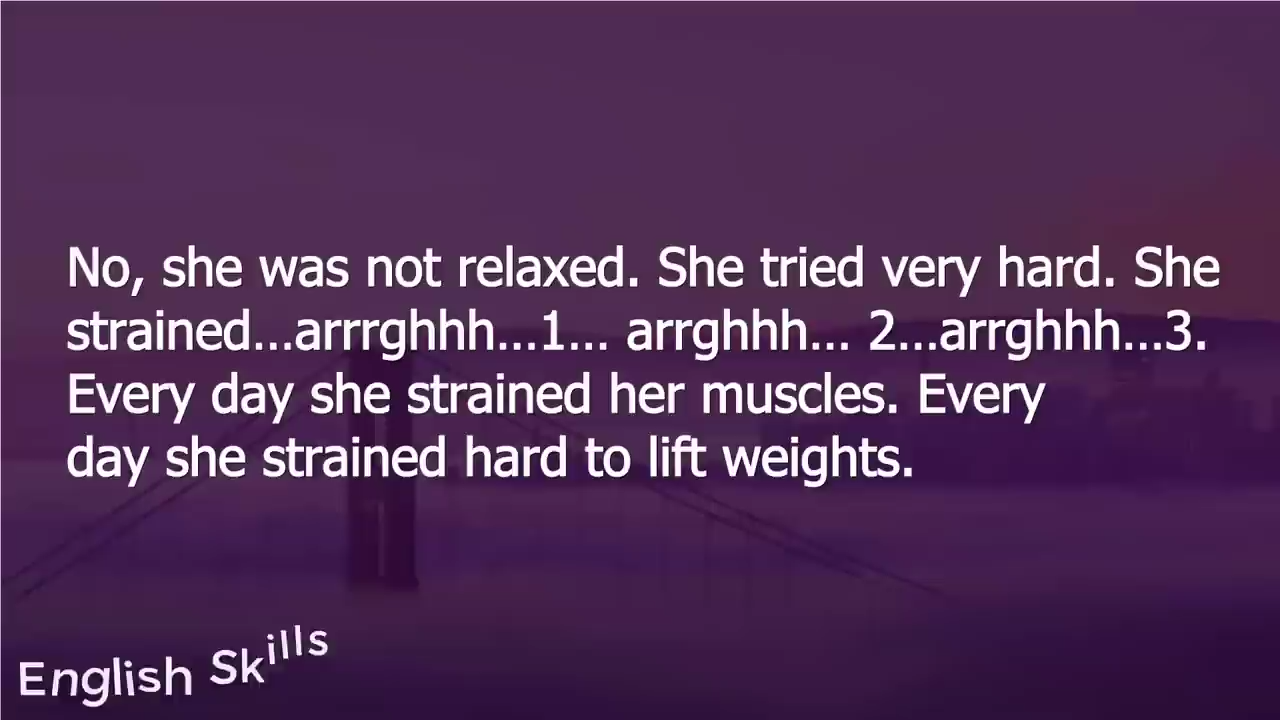 No, she was not relaxed. She tried very hard. She
strained...arrrghhh...1... arrghhh... 2...arrghhh...3.
Every day she strained her muscles. Every
day she strained hard to lift weights.
English Skills